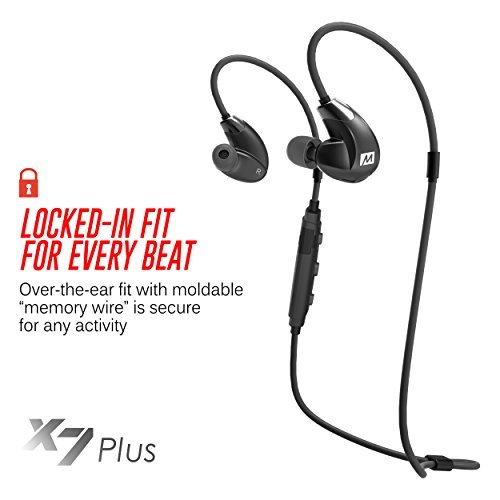 LOCKED-IN FIT
FOR EVERY BEAT
Over-the-ear fit with moldable
“memory wire” is secure
for any activity
X7 Plus
R
M